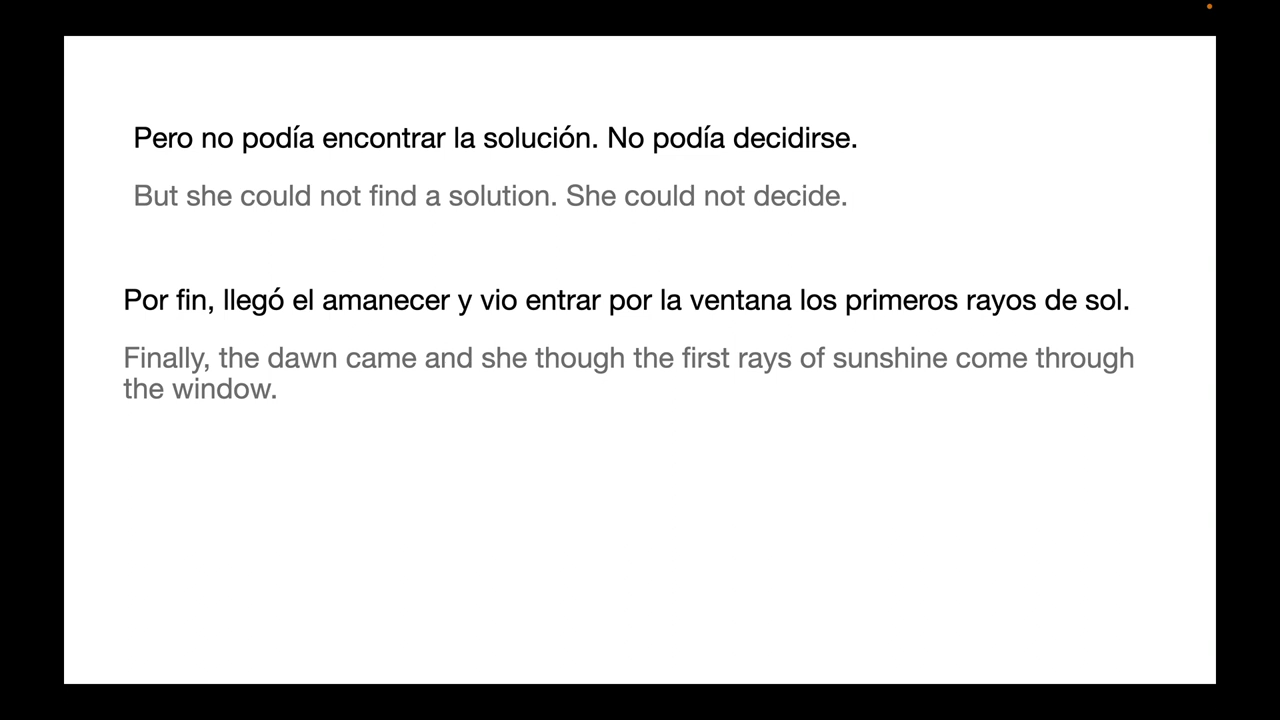 Pero no podía encontrar la solución. No podía decidirse.
But she could not find a solution. She could not decide.
Por fin, llegó el amanecer y vio entrar por la ventana los primeros rayos de sol.
Finally, the dawn came and she though the first rays of sunshine come through
the window.